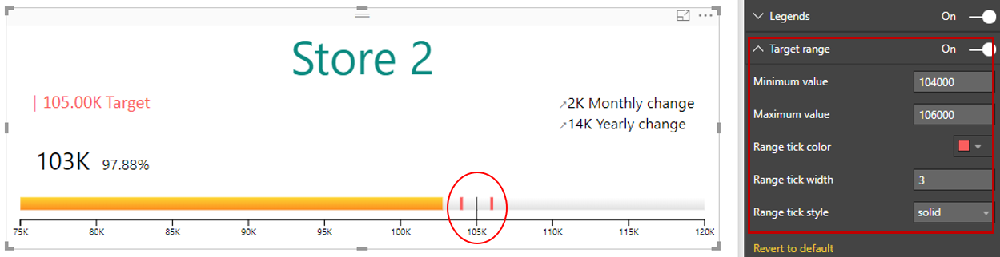 Store 2
| 105.00K Target
↗2K Monthly change
↗14K Yearly change
103K 97.88%
75K 80K 85K 90K 95K 100K 105K 110K 115K 120K
Legends On
Target range On
Minimum value 104000
Maximum value 106000
Range tick color
Range tick width 3
Range tick style solid
Revert to default